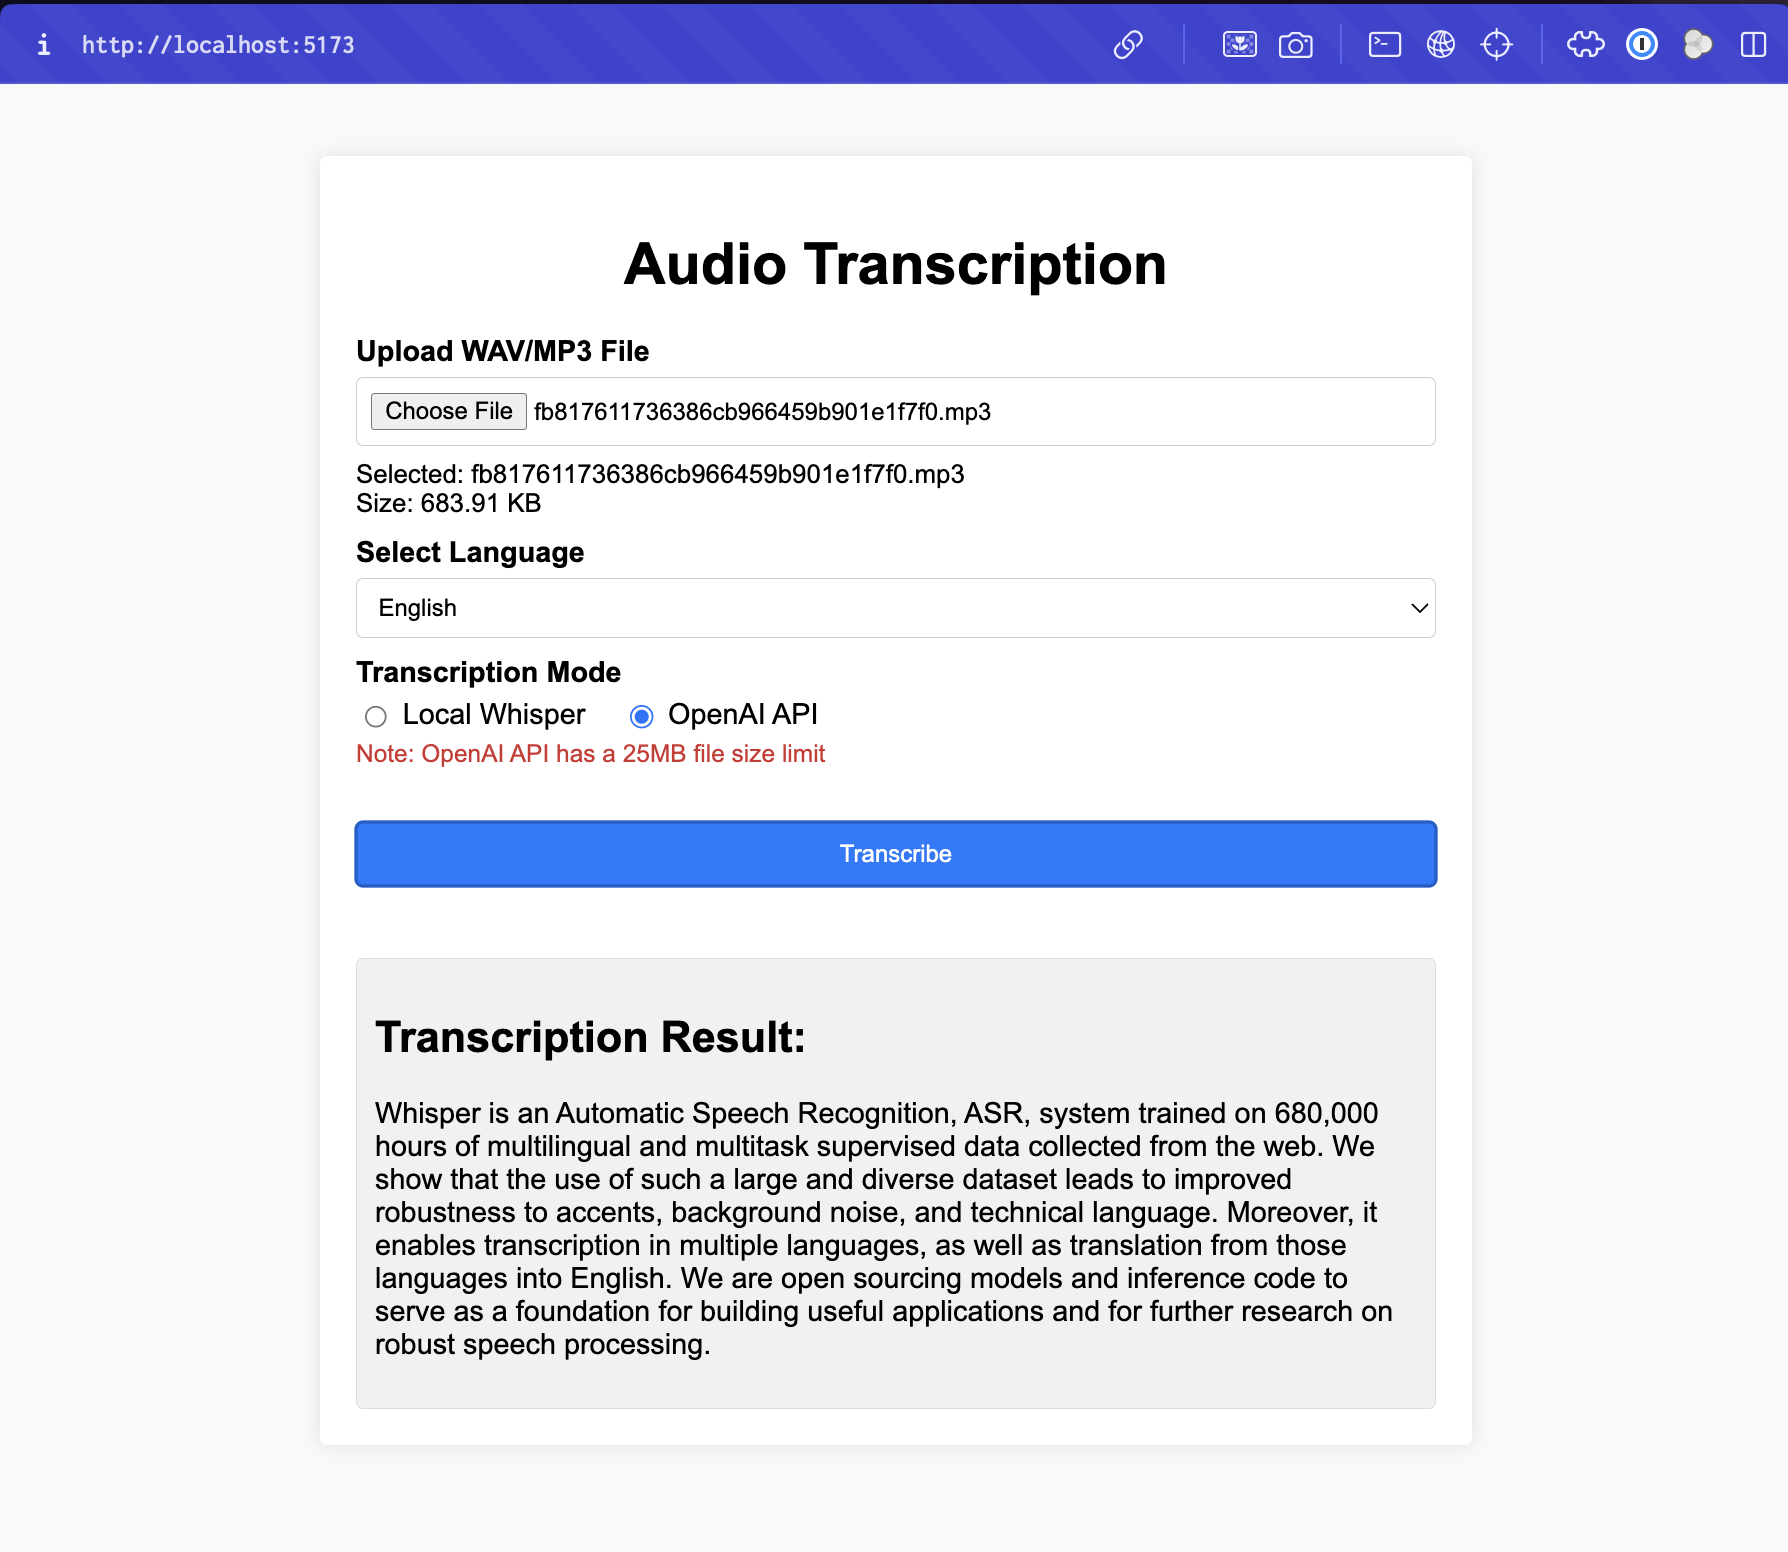 http://localhost:5173
Audio Transcription
Upload WAV/MP3 File
Choose File fb817611736386cb966459b901e1f7f0.mp3
Selected: fb817611736386cb966459b901e1f7f0.mp3
Size: 683.91 KB
Select Language
English
Transcription Mode
Local Whisper OpenAI API
Note: OpenAI API has a 25MB file size limit
Transcribe
Transcription Result:
Whisper is an Automatic Speech Recognition, ASR, system trained on 680,000
hours of multilingual and multitask supervised data collected from the web. We
show that the use of such a large and diverse dataset leads to improved
robustness to accents, background noise, and technical language. Moreover, it
enables transcription in multiple languages, as well as translation from those
languages into English. We are open sourcing models and inference code to
serve as a foundation for building useful applications and for further research on
robust speech processing.